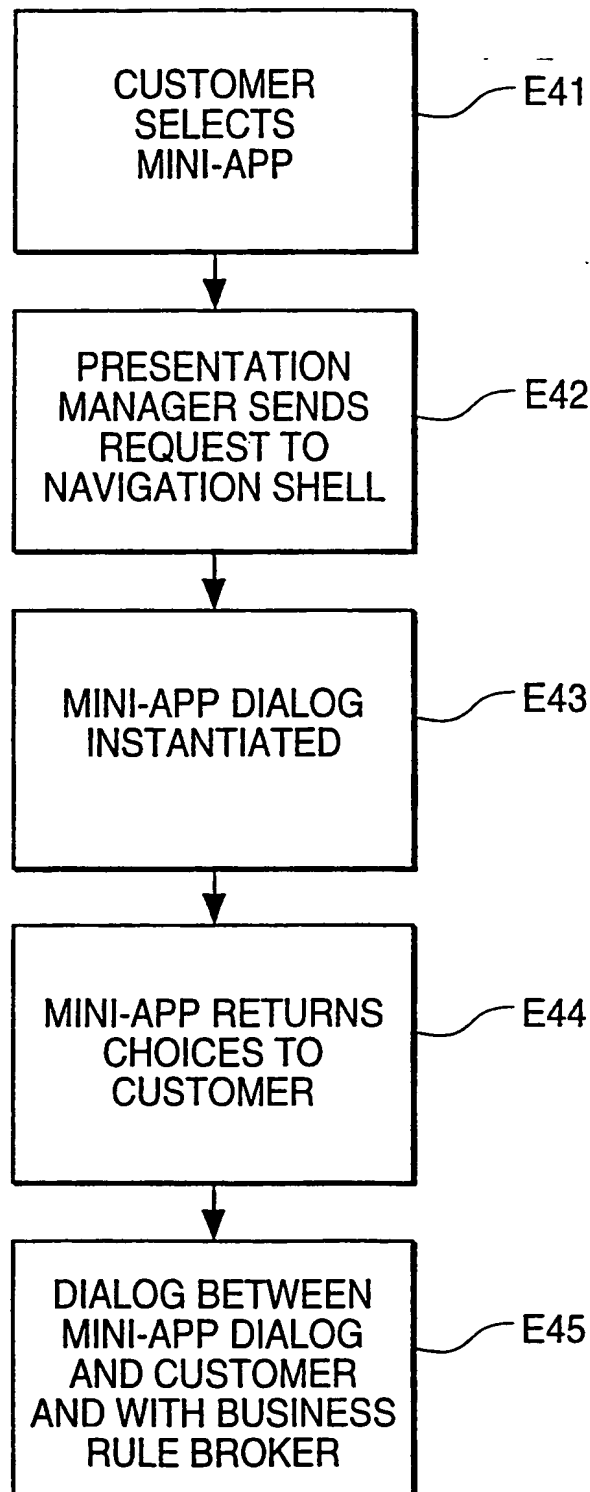 CUSTOMER
SELECTS
MINI-APP
E41
PRESENTATION
MANAGER SENDS
REQUEST TO
NAVIGATION SHELL
E42
MINI-APP DIALOG
INSTANTIATED
E43
MINI-APP RETURNS
CHOICES TO
CUSTOMER
E44
DIALOG BETWEEN
MINI-APP DIALOG
AND CUSTOMER
AND WITH BUSINESS
RULE BROKER
E45